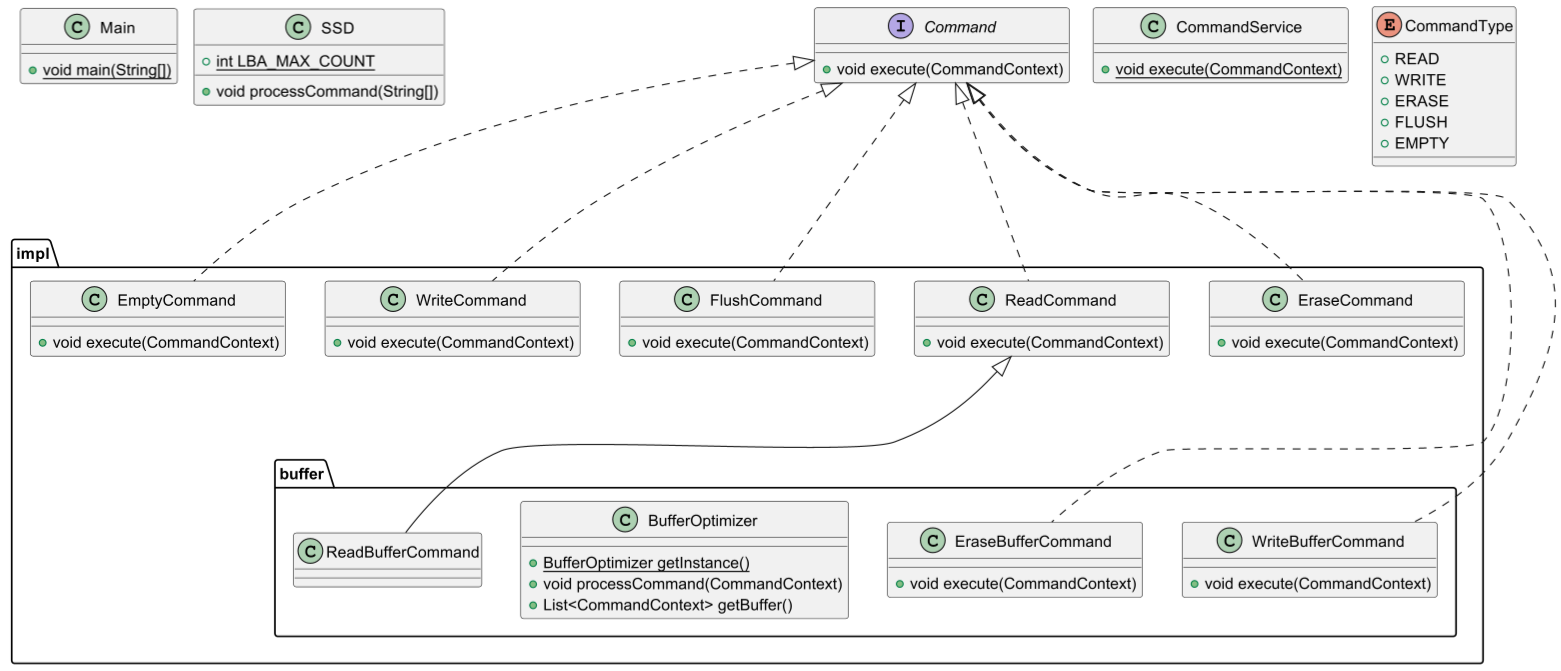 C Main
void main(String[])
C SSD
int LBA_MAX_COUNT
void processCommand(String[])
I Command
void execute(CommandContext)
C CommandService
void execute(CommandContext)
E CommandType
READ
WRITE
ERASE
FLUSH
EMPTY
impl
C EmptyCommand
void execute(CommandContext)
C WriteCommand
void execute(CommandContext)
C FlushCommand
void execute(CommandContext)
C ReadCommand
void execute(CommandContext)
C EraseCommand
void execute(CommandContext)
buffer
C ReadBufferCommand
C BufferOptimizer
BufferOptimizer getInstance()
void processCommand(CommandContext)
List<CommandContext> getBuffer()
C EraseBufferCommand
void execute(CommandContext)
C WriteBufferCommand
void execute(CommandContext)